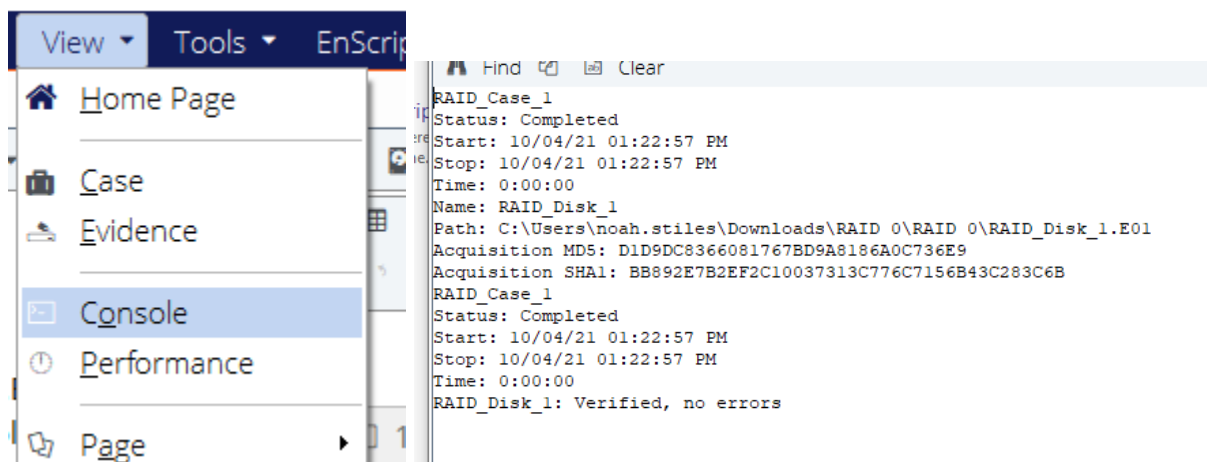 View
Tools
EnScrip
Home Page
Case
Evidence
Console
Performance
Page
1
Find
Clear
RAID_Case_1
Status: Completed
Start: 10/04/21 01:22:57 PM
Stop: 10/04/21 01:22:57 PM
Time: 0:00:00
Name: RAID_Disk_1
Path: C:\Users\noah.stiles\Downloads\RAID 0\RAID 0\RAID_Disk_1.E01
Acquisition MD5: D1D9DC8366081767BD9A8186A0C736E9
Acquisition SHA1: BB892E7B2EF2C10037313C776C7156B43C283C6B
RAID_Case_1
Status: Completed
Start: 10/04/21 01:22:57 PM
Stop: 10/04/21 01:22:57 PM
Time: 0:00:00
RAID_Disk_1: Verified, no errors